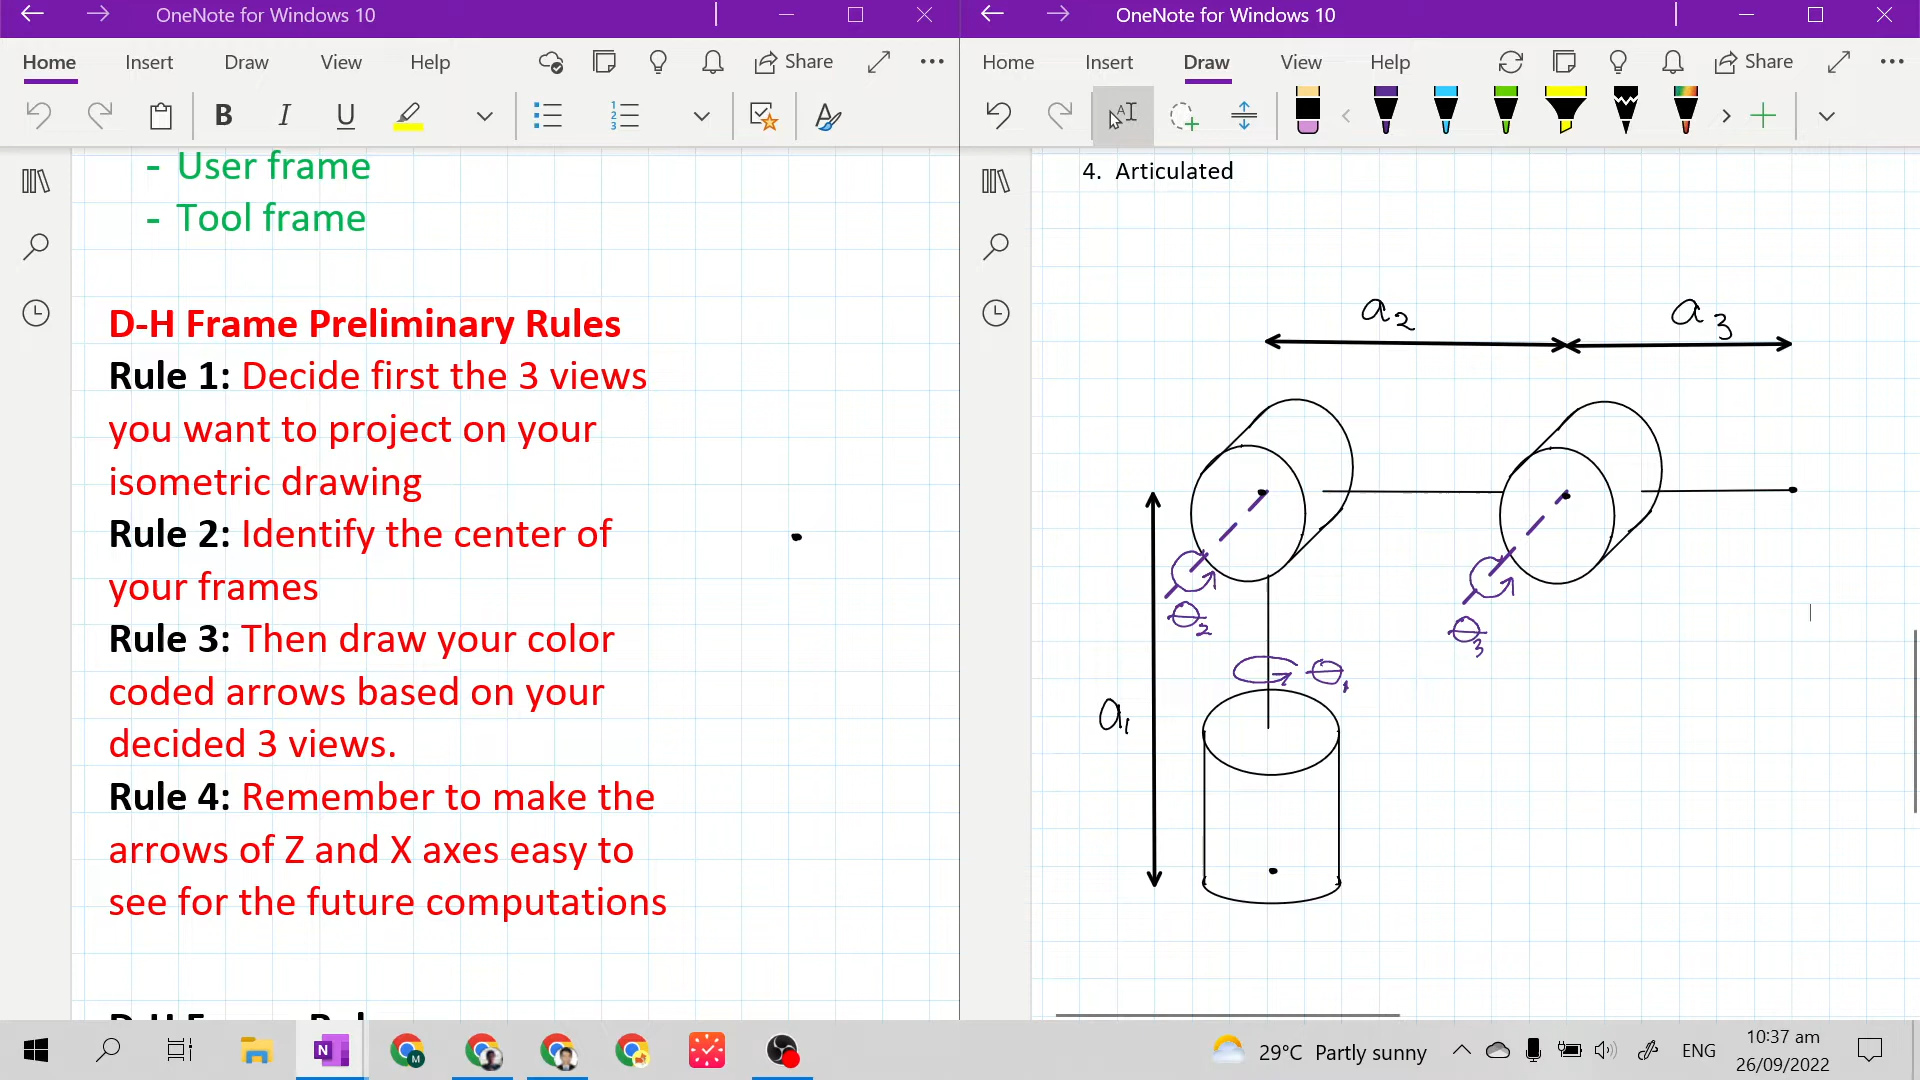 OneNote for Windows 10
Home Insert Draw View Help Share
B I U
- User frame
- Tool frame
D-H Frame Preliminary Rules
Rule 1: Decide first the 3 views
you want to project on your
isometric drawing
Rule 2: Identify the center of
your frames
Rule 3: Then draw your color
coded arrows based on your
decided 3 views.
Rule 4: Remember to make the
arrows of Z and X axes easy to
see for the future computations
OneNote for Windows 10
Home Insert Draw View Help Share
4. Articulated
a2 a3
θ2 θ3
θ1
a1
29°C Partly sunny ENG 10:37 am
26/09/2022